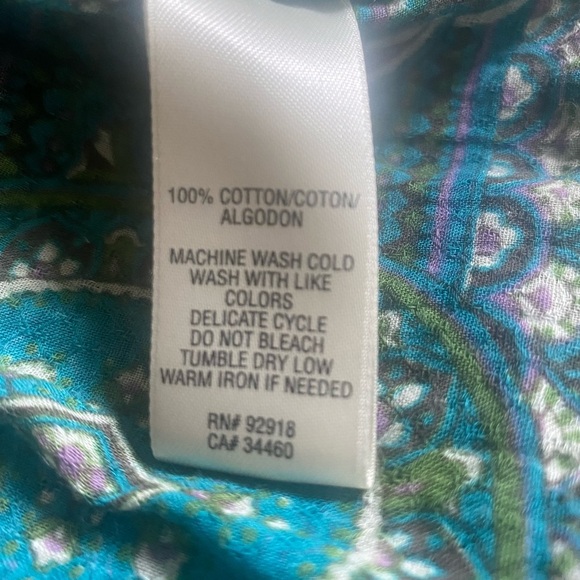 100% COTTON/COTON/
ALGODON
MACHINE WASH COLD
WASH WITH LIKE
COLORS
DELICATE CYCLE
DO NOT BLEACH
TUMBLE DRY LOW
WARM IRON IF NEEDED
RN# 92918
CA# 34460